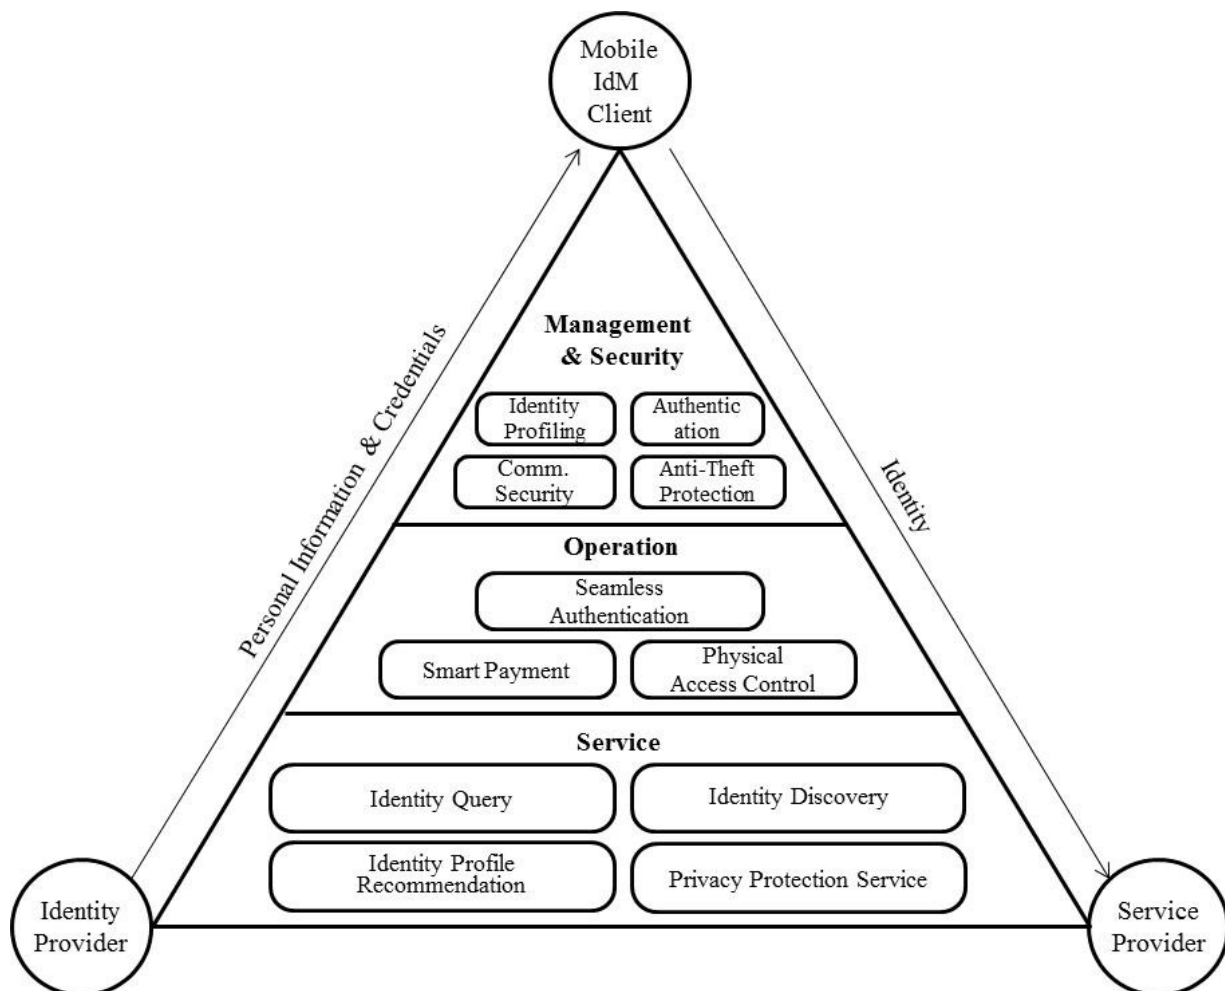 Mobile
IdM
Client
Personal Information & Credentials
Identity
Management
& Security
Identity
Profiling
Authentic
ation
Comm.
Security
Anti-Theft
Protection
Operation
Seamless
Authentication
Smart Payment
Physical
Access Control
Service
Identity Query
Identity Discovery
Identity Profile
Recommendation
Privacy Protection Service
Identity
Provider
Service
Provider